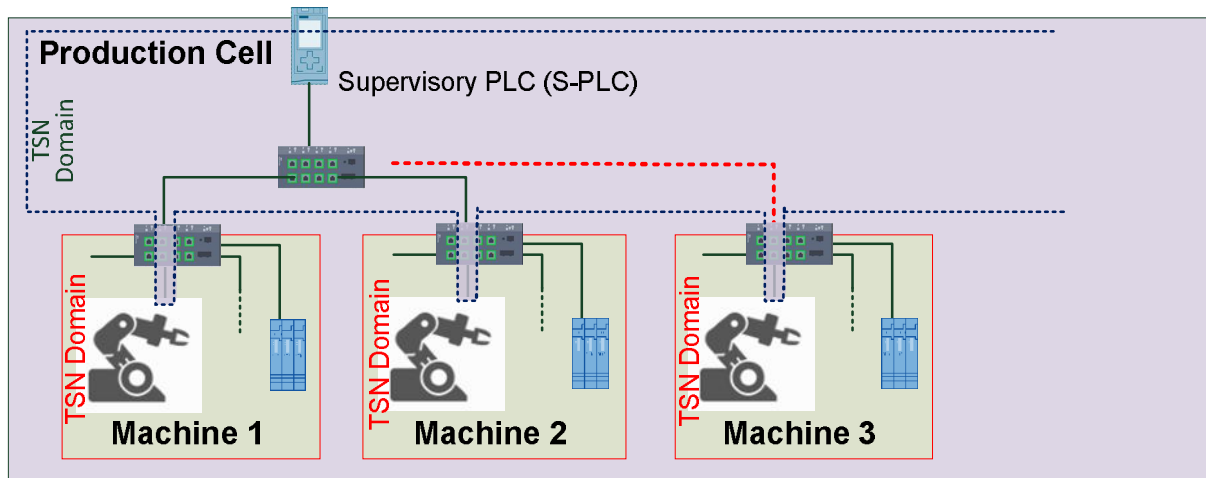 Production Cell
Supervisory PLC (S-PLC)
TSN
Domain
TSN Domain
Machine 1
TSN Domain
Machine 2
TSN Domain
Machine 3